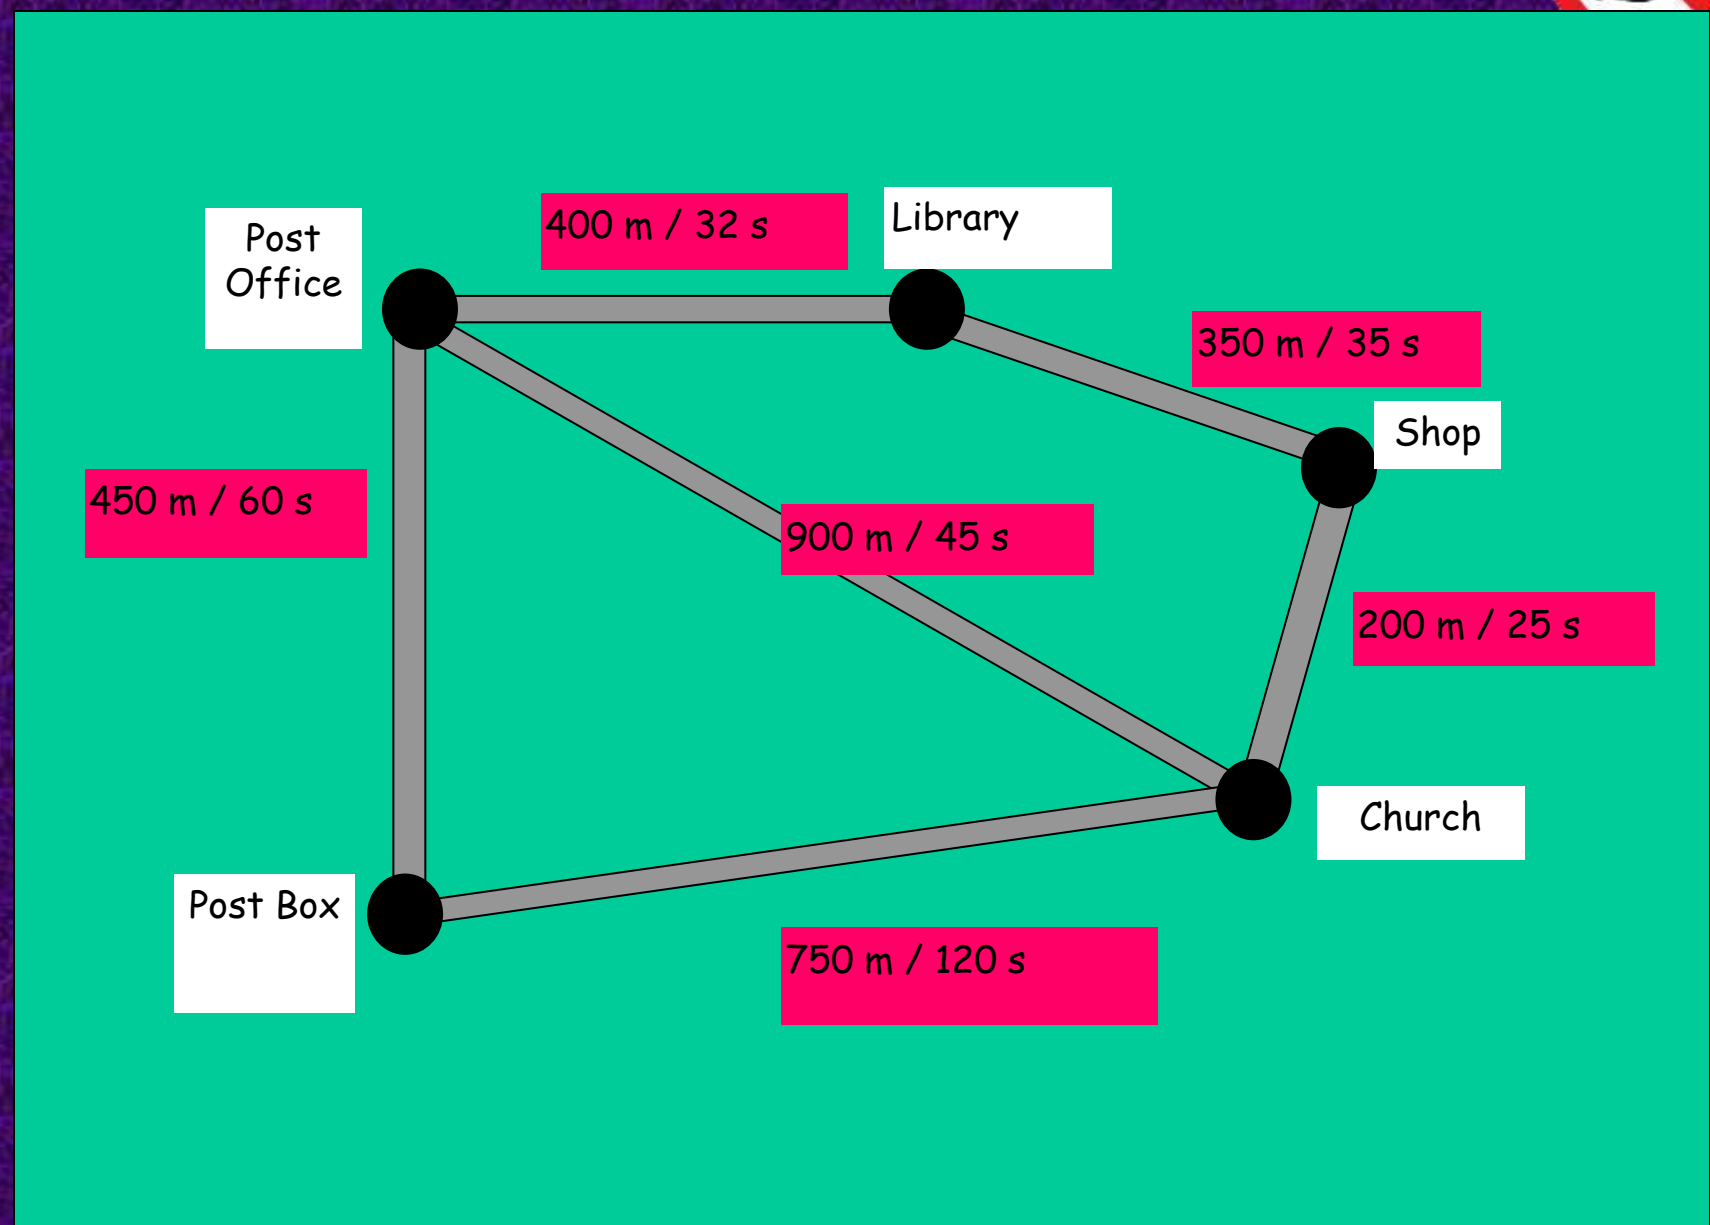 400 m / 32 s
Library
Post
Office
350 m / 35 s
Shop
450 m / 60 s
900 m / 45 s
200 m / 25 s
Church
Post Box
750 m / 120 s